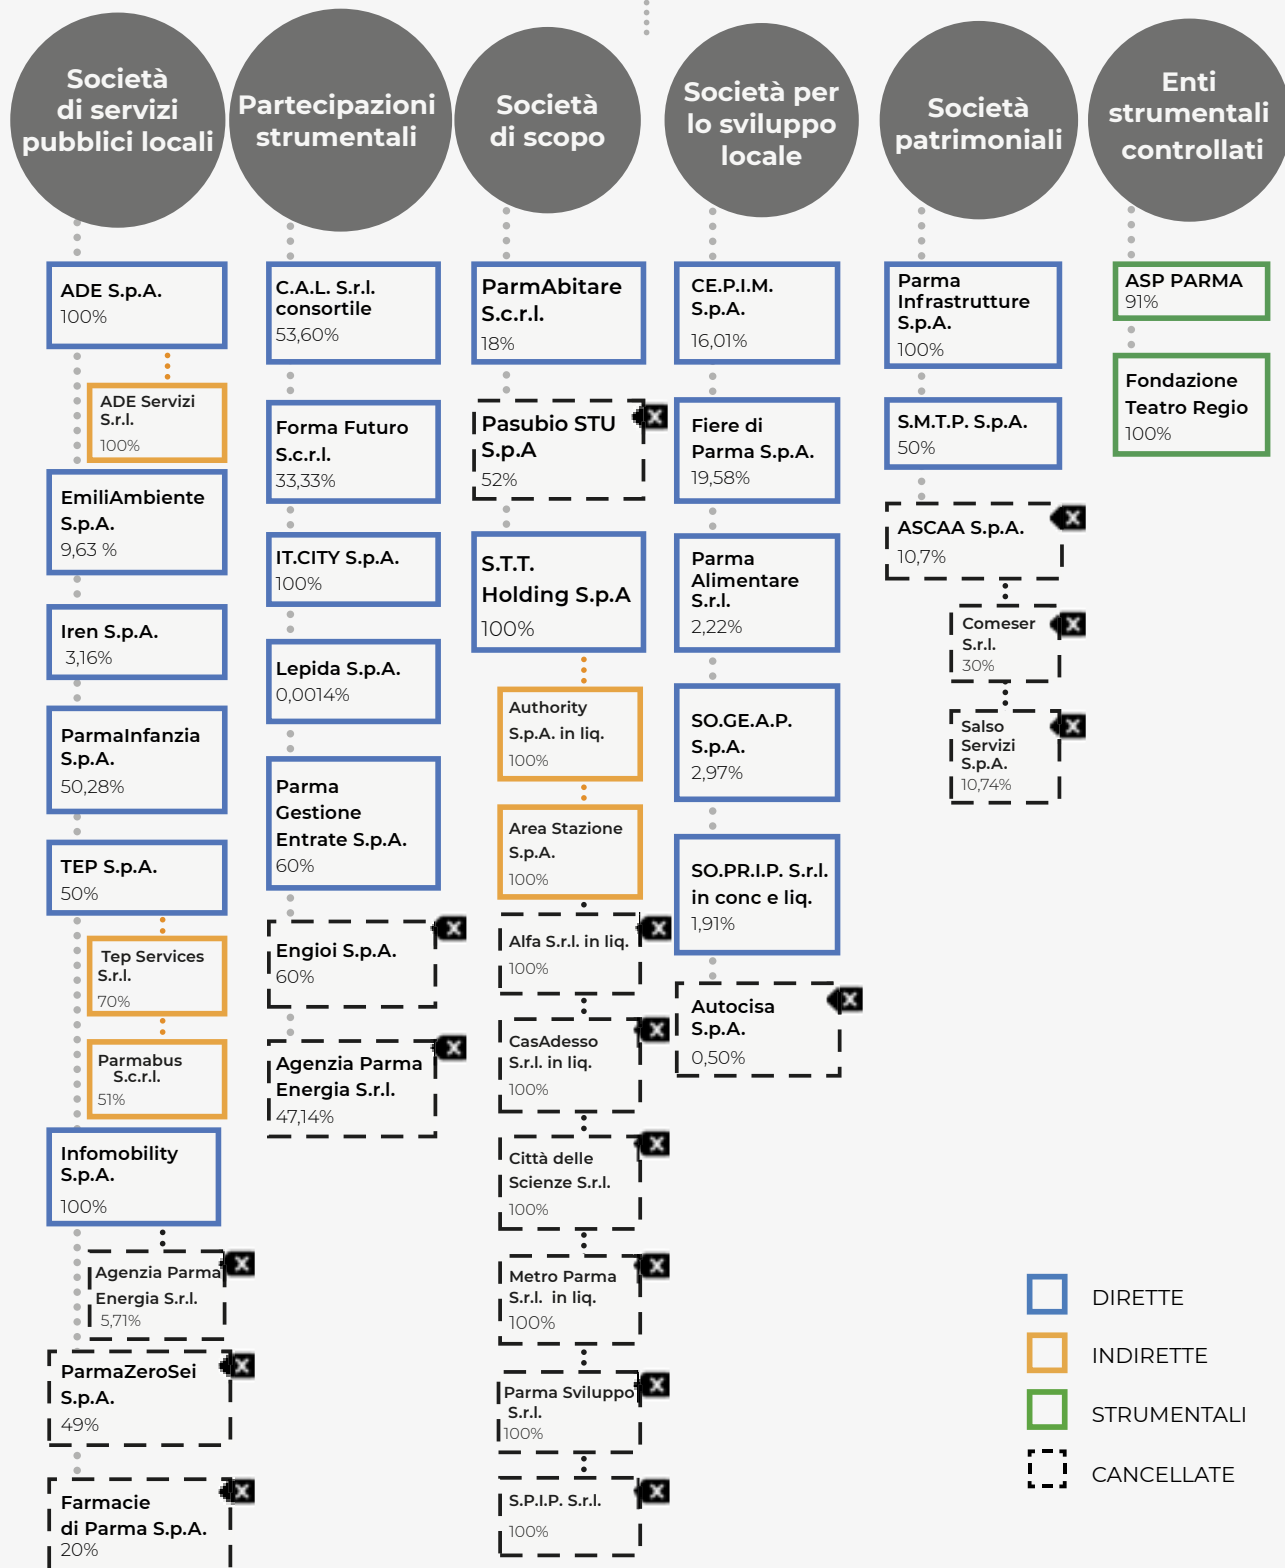 Società
di servizi
pubblici locali
Partecipazioni
strumentali
Società
di scopo
Società per
lo sviluppo
locale
Società
patrimoniali
Enti
strumentali
controllati
ADE S.p.A.
100%
ADE Servizi
S.r.l.
100%
EmiliAmbiente
S.p.A.
9,63 %
Iren S.p.A.
3,16%
ParmaInfanzia
S.p.A.
50,28%
TEP S.p.A.
50%
Tep Services
S.r.l.
70%
Parmabus
S.c.r.l.
51%
Infomobility
S.p.A.
100%
Agenzia Parma
Energia S.r.l.
5,71%
ParmaZeroSei
S.p.A.
49%
Farmacie
di Parma S.p.A.
20%
C.A.L. S.r.l.
consortile
53,60%
Forma Futuro
S.c.r.l.
33,33%
IT.CITY S.p.A.
100%
Lepida S.p.A.
0,0014%
Parma
Gestione
Entrate S.p.A.
60%
Engioi S.p.A.
60%
Agenzia Parma
Energia S.r.l.
47,14%
ParmAbitare
S.c.r.l.
18%
Pasubio STU
S.p.A
52%
S.T.T.
Holding S.p.A
100%
Authority
S.p.A. in liq.
100%
Area Stazione
S.p.A.
100%
Alfa S.r.l. in liq.
100%
CasAdesso
S.r.l. in liq.
100%
Città delle
Scienze S.r.l.
100%
Metro Parma
S.r.l. in liq.
100%
Parma Sviluppo
S.r.l.
100%
S.P.I.P. S.r.l.
100%
CE.P.I.M.
S.p.A.
16,01%
Fiere di
Parma S.p.A.
19,58%
Parma
Alimentare
S.r.l.
2,22%
SO.GE.A.P.
S.p.A.
2,97%
SO.PR.I.P. S.r.l.
in conc e liq.
1,91%
Autocisa
S.p.A.
0,50%
Parma
Infrastrutture
S.p.A.
100%
S.M.T.P. S.p.A.
50%
ASCAA S.p.A.
10,7%
Comeser
S.r.l.
30%
Salso
Servizi
S.p.A.
10,74%
ASP PARMA
91%
Fondazione
Teatro Regio
100%
DIRETTE
INDIRETTE
STRUMENTALI
CANCELLATE